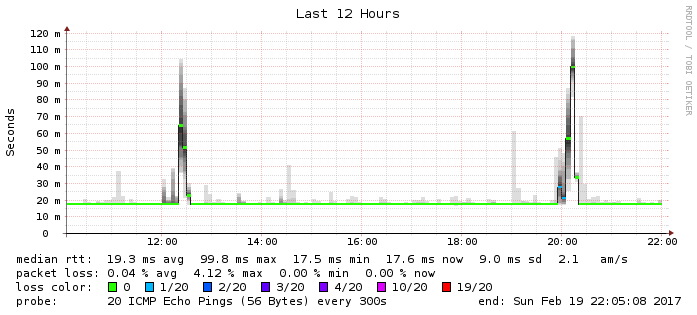 Last 12 Hours
RRDTOOL / TOBI OETIKER
Seconds
120 m
110 m
100 m
90 m
80 m
70 m
60 m
50 m
40 m
30 m
20 m
10 m
0
12:00 14:00 16:00 18:00 20:00 22:00
median rtt: 19.3 ms avg 99.8 ms max 17.5 ms min 17.6 ms now 9.0 ms sd 2.1 am/s
packet loss: 0.04 % avg 4.12 % max 0.00 % min 0.00 % now
loss color: 0 1/20 2/20 3/20 4/20 10/20 19/20
probe: 20 ICMP Echo Pings (56 Bytes) every 300s end: Sun Feb 19 22:05:08 2017